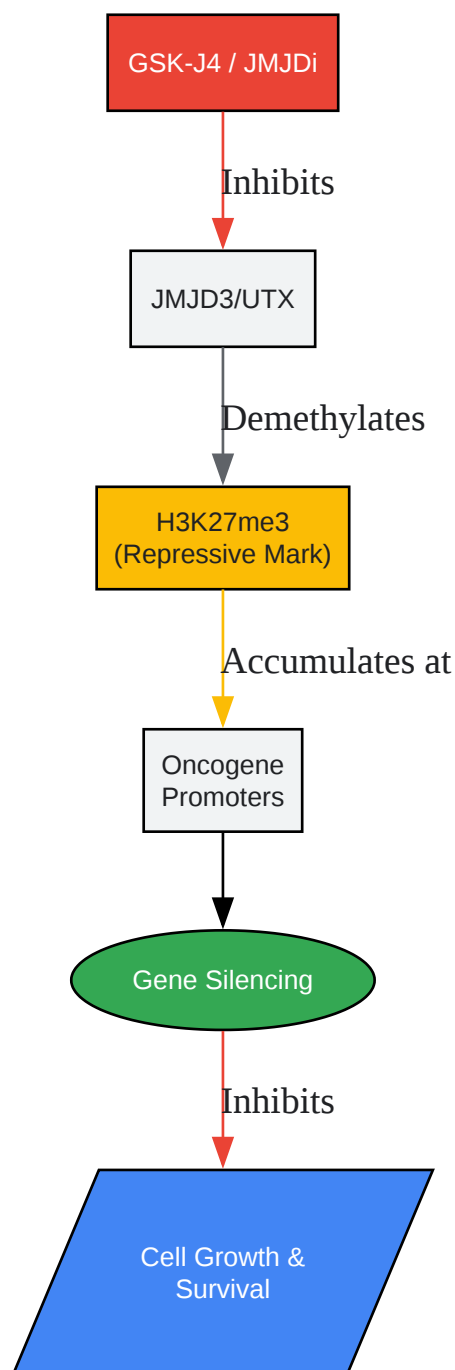 GSK-J4 / JMJDi
Inhibits
JMJD3/UTX
Demethylates
H3K27me3
(Repressive Mark)
Accumulates at
Oncogene
Promoters
Gene Silencing
Inhibits
Cell Growth &
Survival